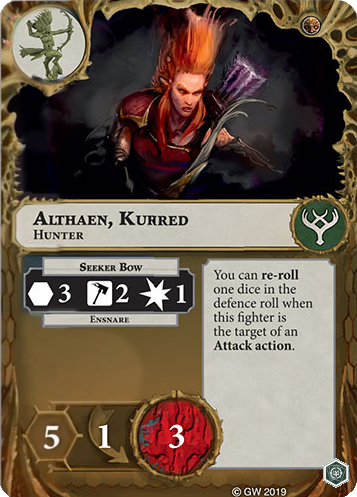 ALTHAEN, KURRED
HUNTER
SEEKER BOW
3 2 1
ENSNARE
You can re-roll
one dice in the
defence roll when
this fighter is
the target of an
Attack action.
5 1 3
© GW 2019